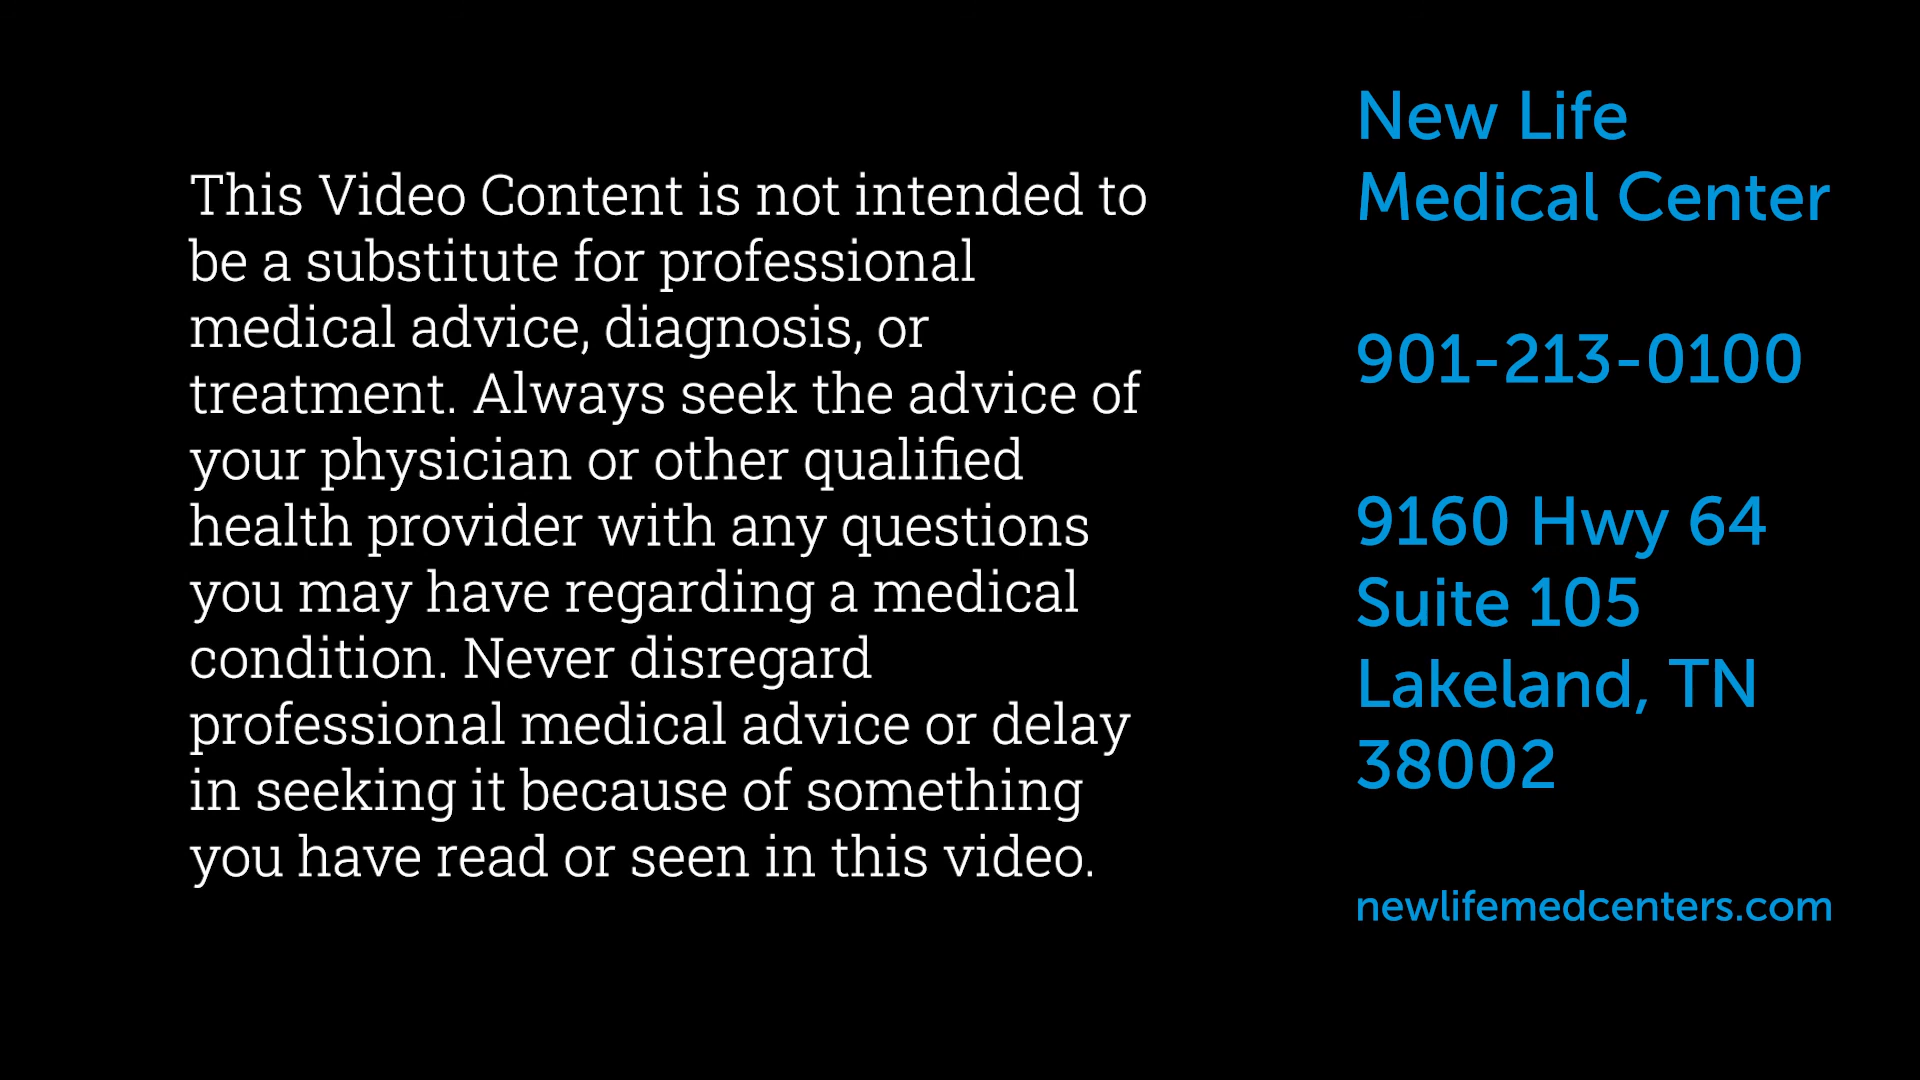 This Video Content is not intended to
be a substitute for professional
medical advice, diagnosis, or
treatment. Always seek the advice of
your physician or other qualified
health provider with any questions
you may have regarding a medical
condition. Never disregard
professional medical advice or delay
in seeking it because of something
you have read or seen in this video.
New Life
Medical Center
901-213-0100
9160 Hwy 64
Suite 105
Lakeland, TN
38002
newlifemedcenters.com